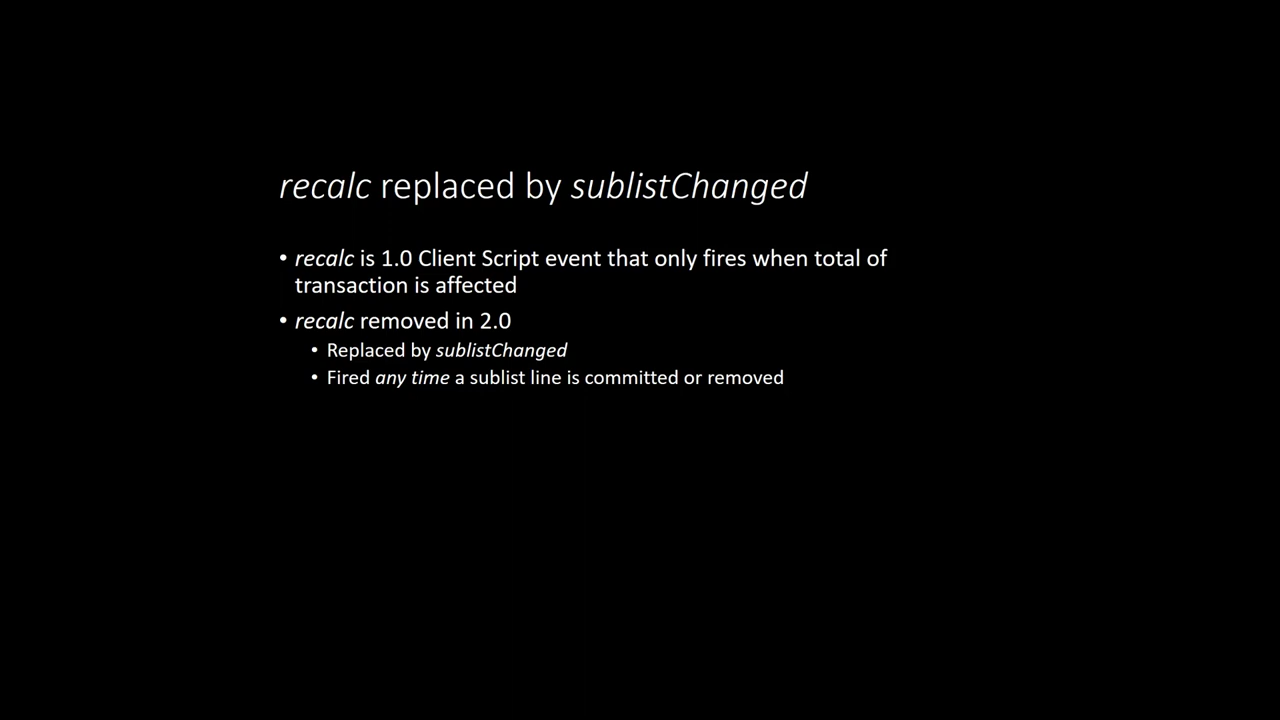 recalc replaced by sublistChanged
• recalc is 1.0 Client Script event that only fires when total of
transaction is affected
• recalc removed in 2.0
• Replaced by sublistChanged
• Fired any time a sublist line is committed or removed